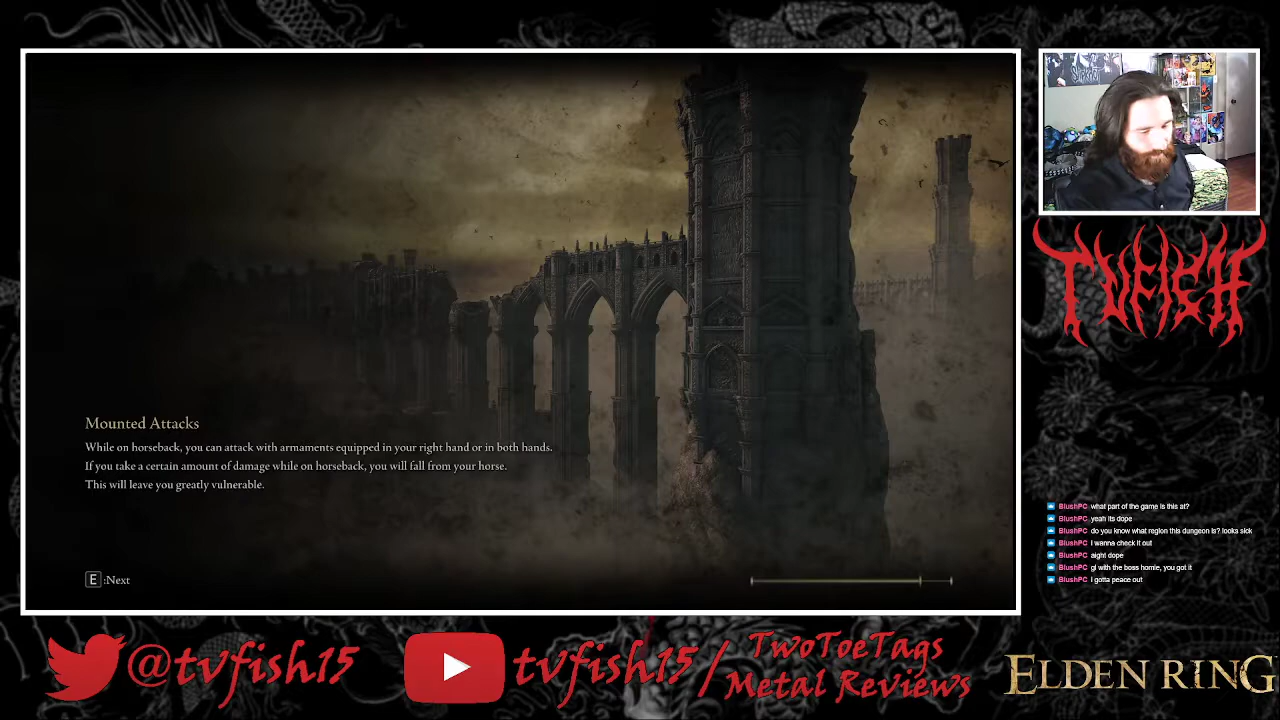 Mounted Attacks
While on horseback, you can attack with armaments equipped in your right hand or in both hands.
If you take a certain amount of damage while on horseback, you will fall from your horse.
This will leave you greatly vulnerable.
E :Next
TVFISH
BlushPC what part of the game is this at?
BlushPC yeah its dope
BlushPC do you know what region this dungeon is? looks sick
BlushPC I wanna check it out
BlushPC aight dope
BlushPC gl with the boss homie, you got it
BlushPC I gotta peace out
@tvfish15
tvfish15 / TwoToeTags
Metal Reviews
ELDEN RING